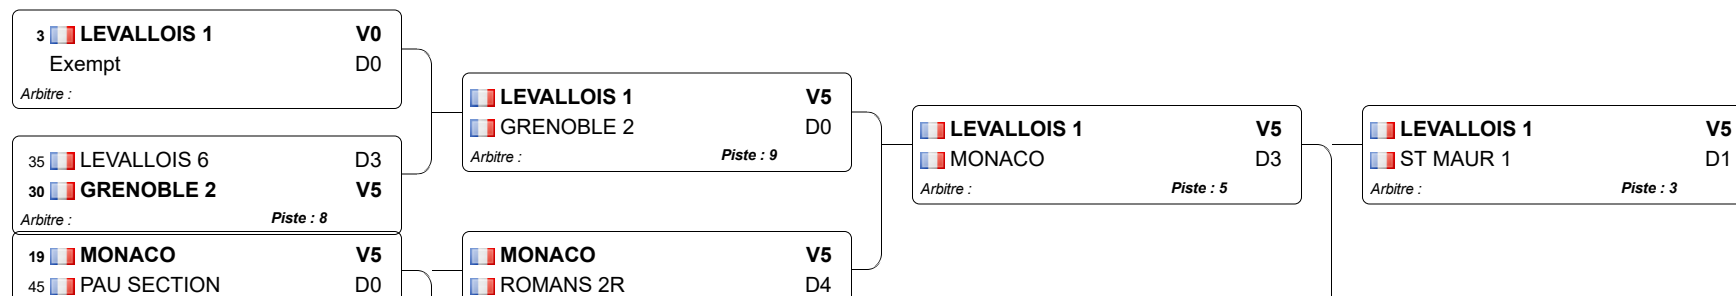 3 LEVALLOIS 1 V0
Exempt D0
Arbitre :
35 LEVALLOIS 6 D3
30 GRENOBLE 2 V5
Arbitre : Piste : 8
19 MONACO V5
45 PAU SECTION D0
LEVALLOIS 1 V5
GRENOBLE 2 D0
Arbitre : Piste : 9
MONACO V5
ROMANS 2R D4
LEVALLOIS 1 V5
MONACO D3
Arbitre : Piste : 5
LEVALLOIS 1 V5
ST MAUR 1 D1
Arbitre : Piste : 3